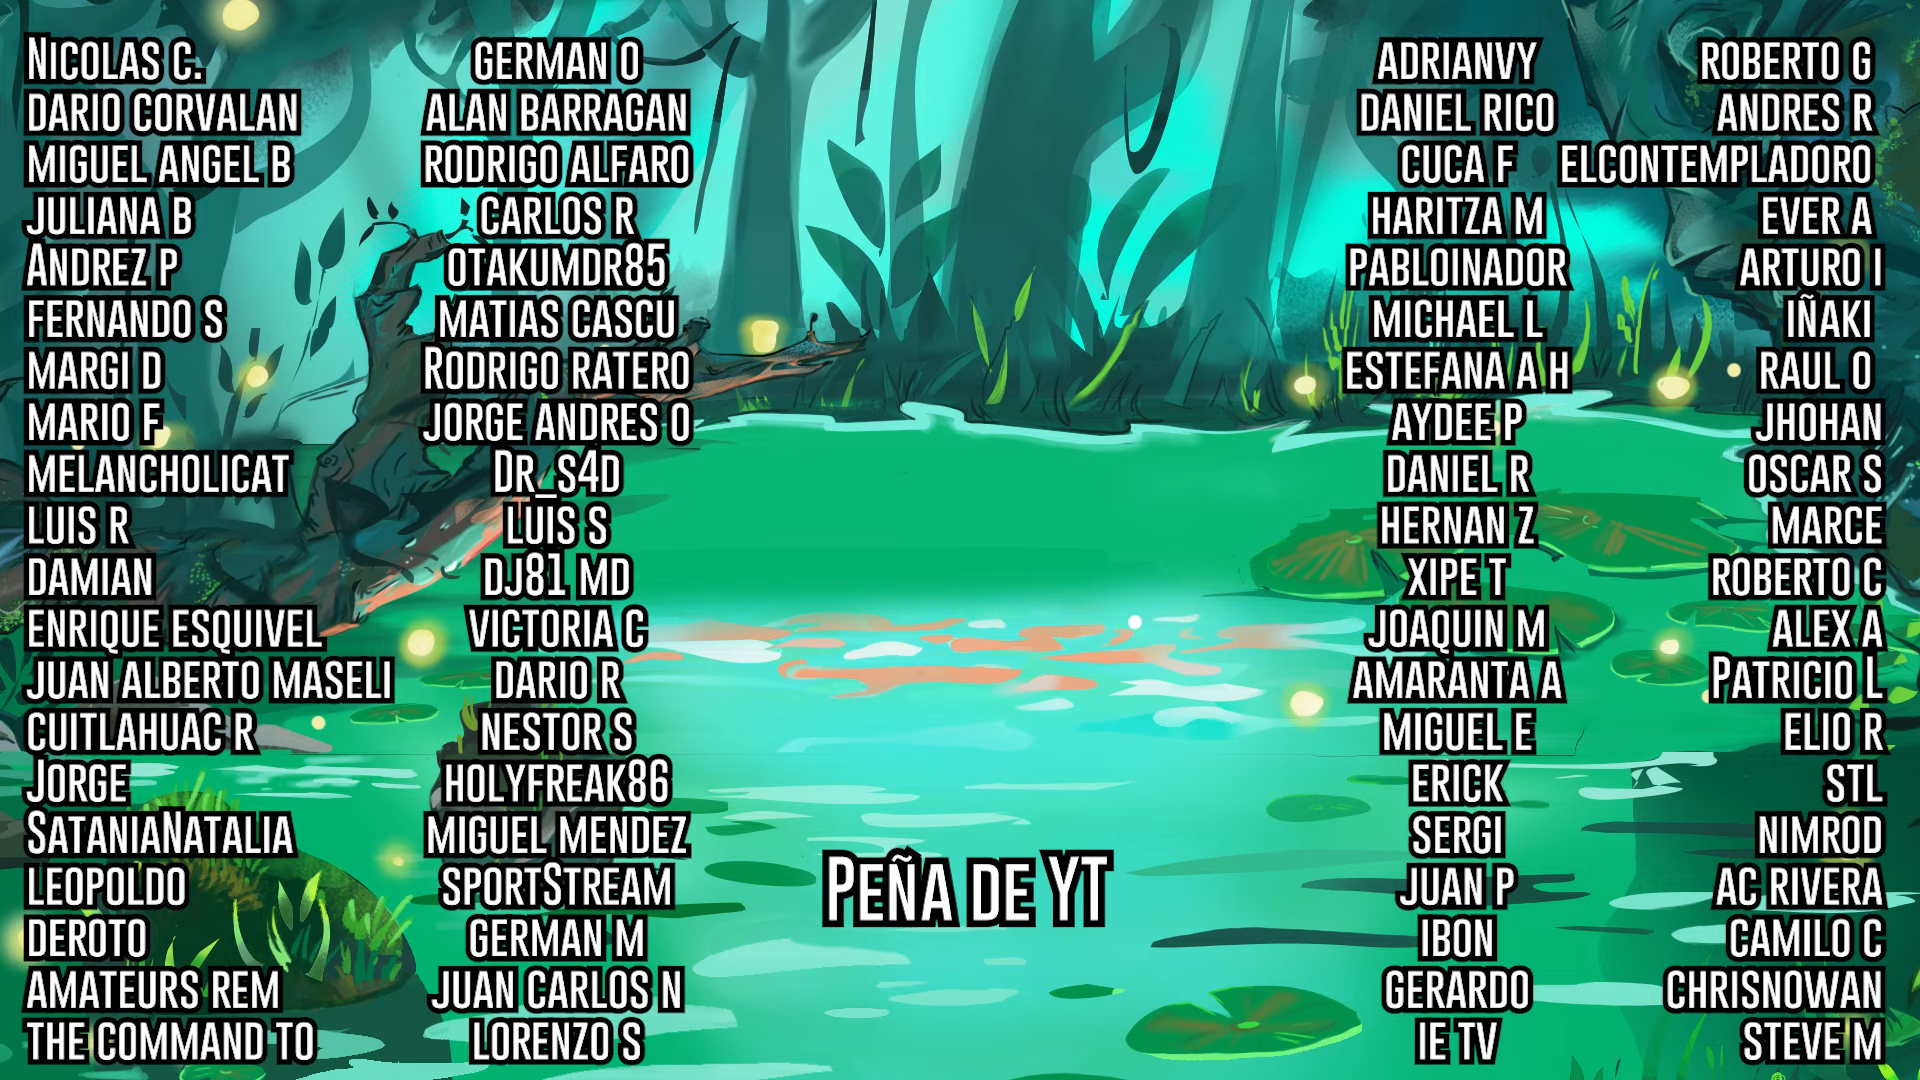 Nicolas C.
DARIO CORVALAN
MIGUEL ANGEL B
JULIANA B
Andrez P
FERNANDO S
MARGI D
MARIO F
MELANCHOLICAT
LUIS R
DAMIAN
ENRIQUE ESQUIVEL
JUAN ALBERTO MASELI
CUITLAHUAC R
Jorge
SataniaNatalia
LEOPOLDO
DEROTO
AMATEURS REM
THE COMMAND TO
GERMAN O
ALAN BARRAGAN
RODRIGO ALFARO
CARLOS R
OTAKUMDR85
MATIAS CASCU
Rodrigo ratero
JORGE ANDRES O
Dr_s4d
LUIS S
DJ81 MD
VICTORIA C
DARIO R
NESTOR S
HOLYFREAK86
MIGUEL MENDEZ
sportStream
GERMAN M
JUAN CARLOS N
LORENZO S
Peña de YT
ADRIANVY
DANIEL RICO
CUCA F
HARITZA M
PABLOINADOR
MICHAEL L
ESTEFANA A H
AYDEE P
DANIEL R
HERNAN Z
XIPE T
JOAQUIN M
AMARANTA A
MIGUEL E
ERICK
SERGI
JUAN P
IBON
GERARDO
IE TV
ROBERTO G
ANDRES R
ELCONTEMPLADORO
EVER A
ARTURO I
IÑAKI
RAUL O
JHOHAN
OSCAR S
MARCE
ROBERTO C
ALEX A
Patricio L
ELIO R
STL
NIMROD
AC RIVERA
CAMILO C
CHRISNOWAN
STEVE M